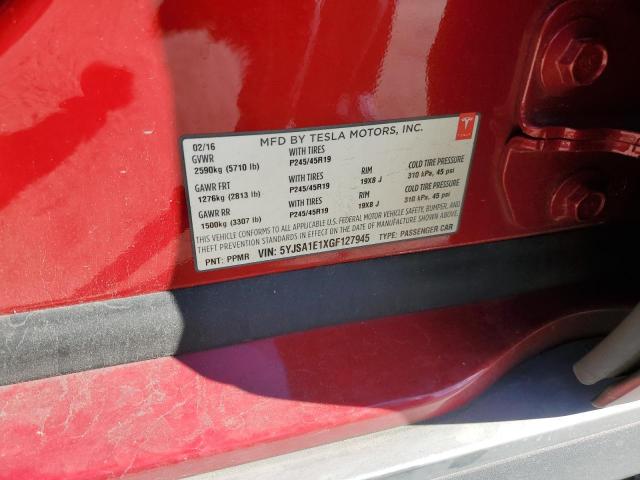 02/16 MFD BY TESLA MOTORS, INC. TESLA
GVWR WITH TIRES RIM COLD TIRE PRESSURE
2590kg (5710 lb) P245/45R19 19X8 J 310 kPa, 45 psi
GAWR FRT WITH TIRES RIM COLD TIRE PRESSURE
1276kg (2813 lb) P245/45R19 19X8 J 310 kPa, 45 psi
GAWR RR WITH TIRES
1500kg (3307 lb) P245/45R19
THIS VEHICLE CONFORMS TO ALL APPLICABLE U.S. FEDERAL MOTOR VEHICLE SAFETY, BUMPER, AND
THEFT PREVENTION STANDARDS IN EFFECT ON THE DATE OF MANUFACTURE SHOWN ABOVE.
PNT: PPMR VIN: 5YJSA1E1XGF127945 TYPE: PASSENGER CAR